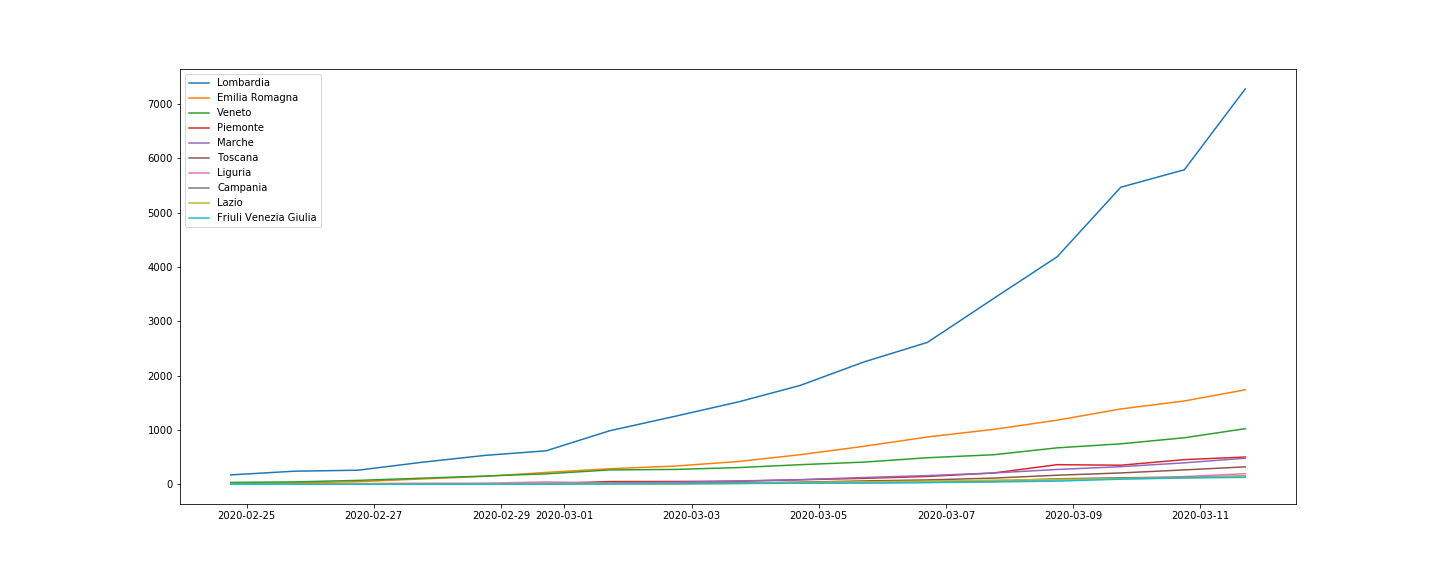 Lombardia
Emilia Romagna
Veneto
Piemonte
Marche
Toscana
Liguria
Campania
Lazio
Friuli Venezia Giulia
7000
6000
5000
4000
3000
2000
1000
0
2020-02-25 2020-02-27 2020-02-29 2020-03-01 2020-03-03 2020-03-05 2020-03-07 2020-03-09 2020-03-11